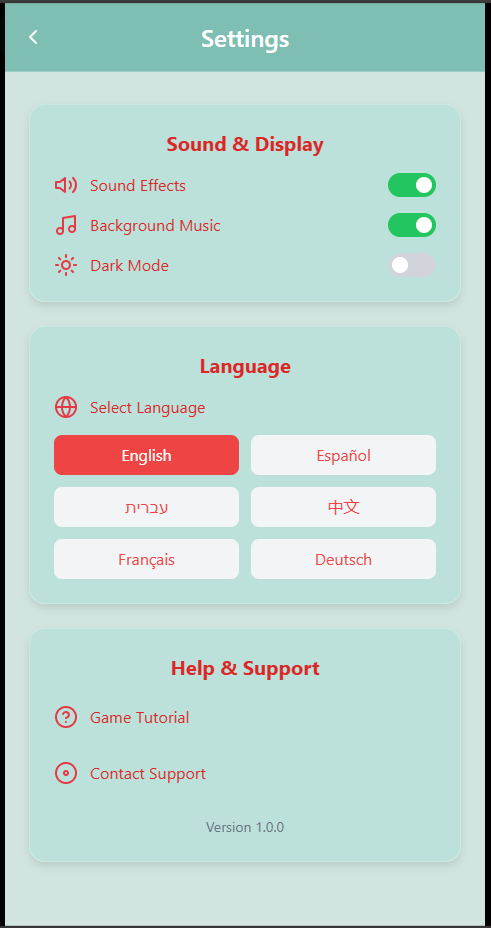 Settings
Sound & Display
Sound Effects
Background Music
Dark Mode
Language
Select Language
English
Español
עברית
中文
Français
Deutsch
Help & Support
Game Tutorial
Contact Support
Version 1.0.0